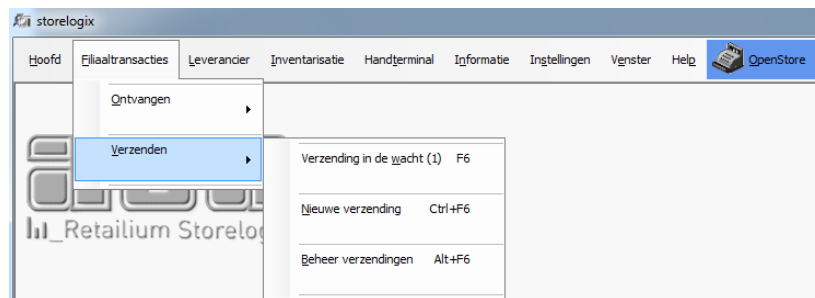 storelogix
Hoofd Filiaaltransacties Leverancier Inventarisatie Handterminal Informatie Instellingen Venster Help OpenStore
Ontvangen
Verzenden
Verzending in de wacht (1) F6
Nieuwe verzending Ctrl+F6
Beheer verzendingen Alt+F6
Retailium Storelo